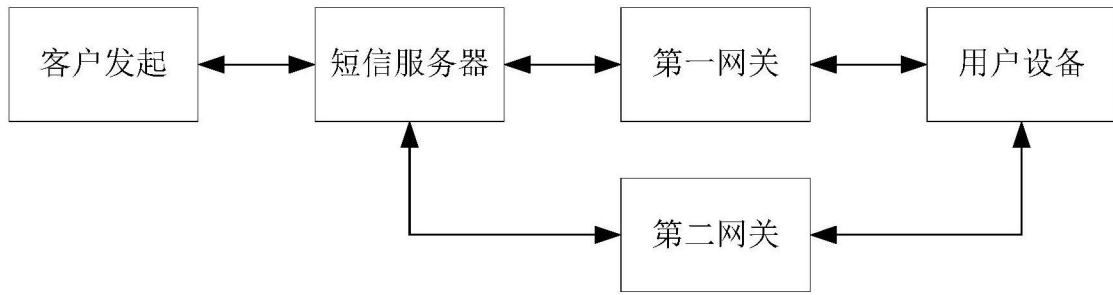 客户发起
短信服务器
第一网关
用户设备
第二网关